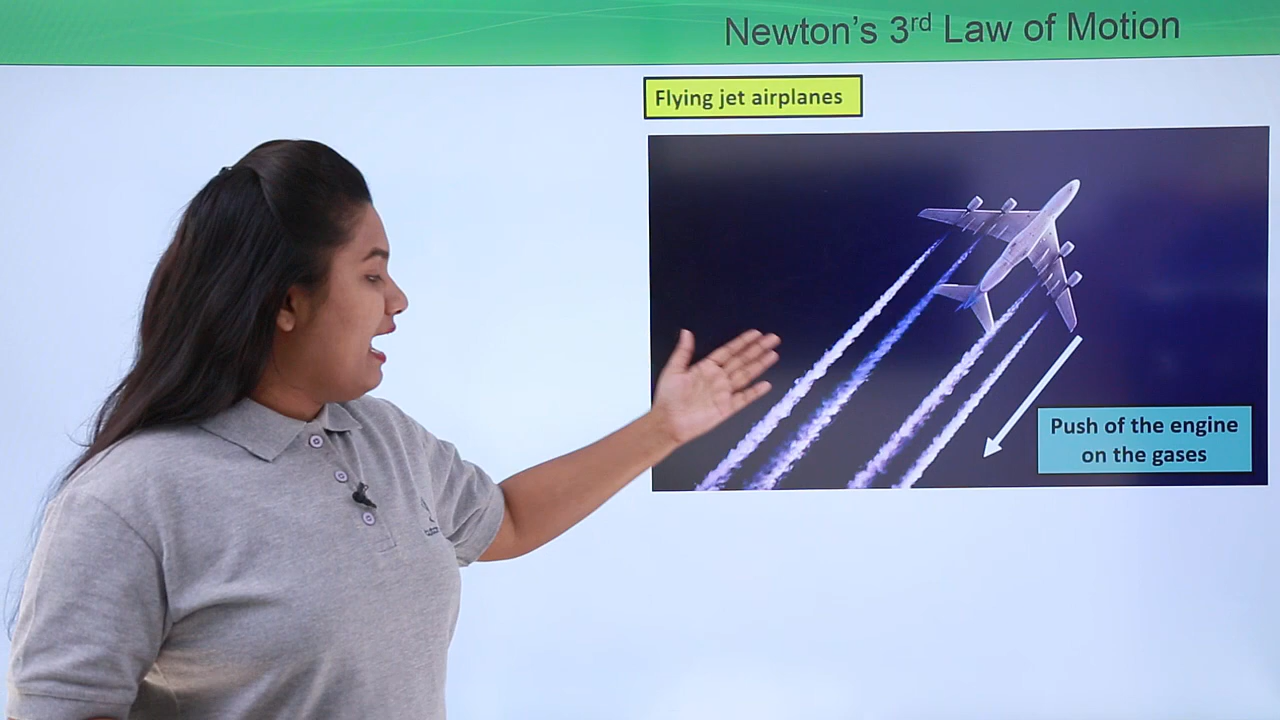 Newton's 3rd Law of Motion
Flying jet airplanes
Push of the engine
on the gases